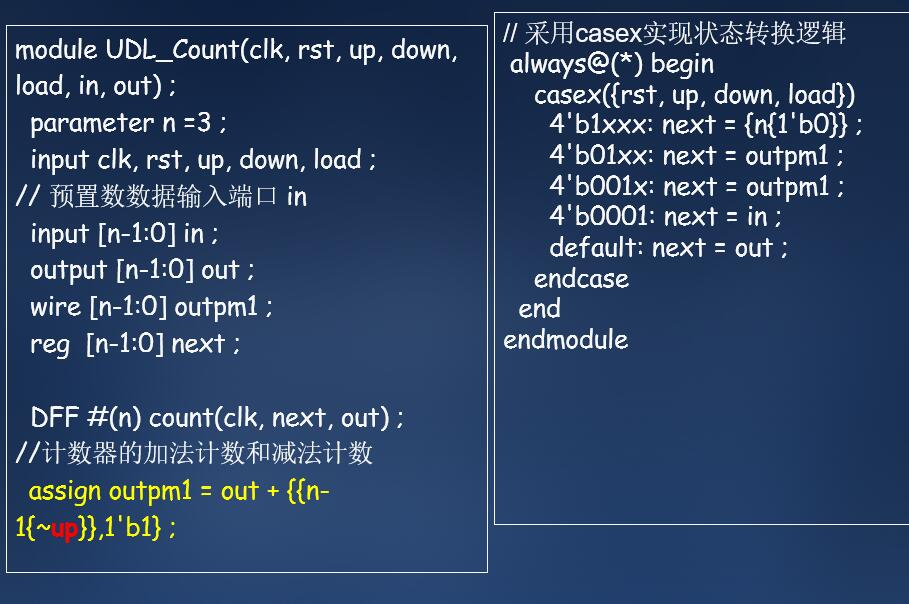 module UDL_Count(clk, rst, up, down,
load, in, out) ;
parameter n =3 ;
input clk, rst, up, down, load ;
// 预置数数据输入端口 in
input [n-1:0] in ;
output [n-1:0] out ;
wire [n-1:0] outpm1 ;
reg [n-1:0] next ;
DFF #(n) count(clk, next, out) ;
//计数器的加法计数和减法计数
assign outpm1 = out + {{n-
1{~up}},1'b1} ;
// 采用casex实现状态转换逻辑
always@(*) begin
casex({rst, up, down, load})
4'b1xxx: next = {n{1'b0}} ;
4'b01xx: next = outpm1 ;
4'b001x: next = outpm1 ;
4'b0001: next = in ;
default: next = out ;
endcase
end
endmodule